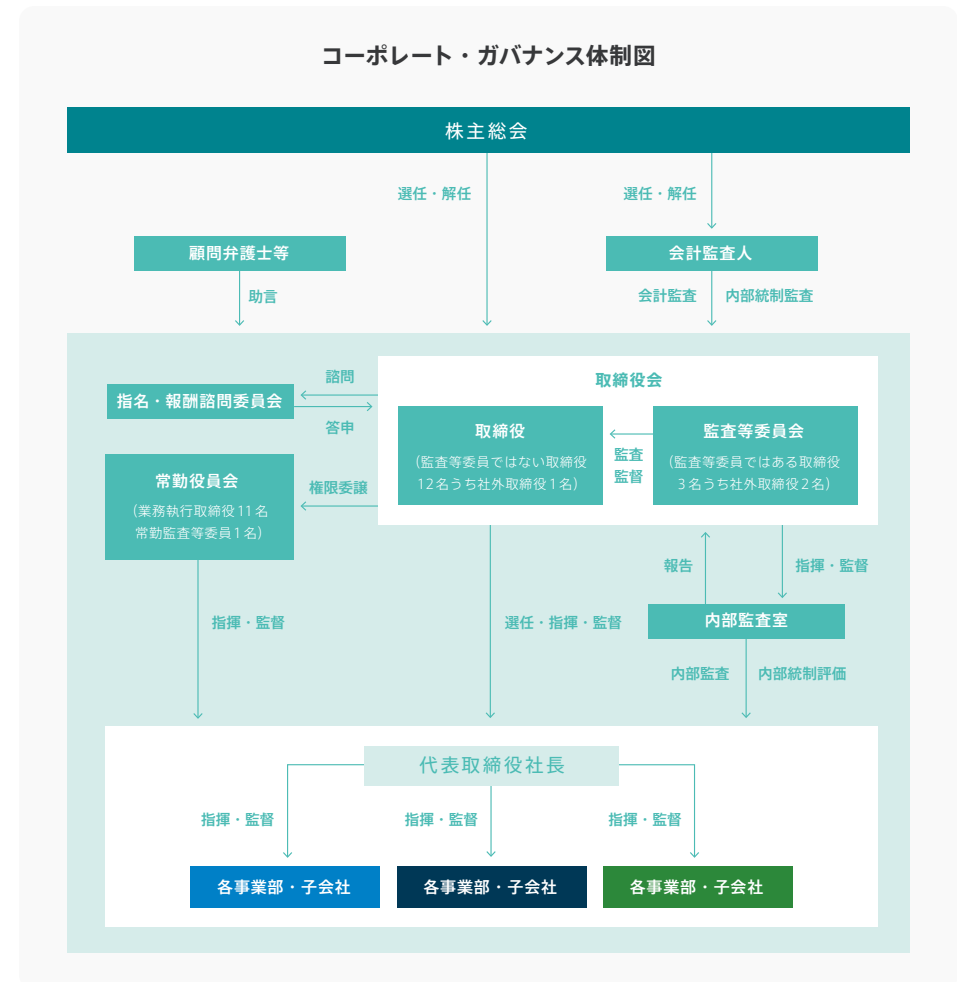 コーポレート・ガバナンス体制図
株主総会
選任・解任
選任・解任
顧問弁護士等
会計監査人
助言
会計監査
内部統制監査
取締役会
諮問
指名・報酬諮問委員会
答申
取締役
（監査等委員ではない取締役
12名うち社外取締役1名）
監査
監督
監査等委員会
（監査等委員ではある取締役
3名うち社外取締役2名）
常勤役員会
（業務執行取締役11名
常勤監査等委員1名）
権限委譲
報告
指揮・監督
指揮・監督
選任・指揮・監督
内部監査室
内部監査
内部統制評価
代表取締役社長
指揮・監督
指揮・監督
指揮・監督
各事業部・子会社
各事業部・子会社
各事業部・子会社